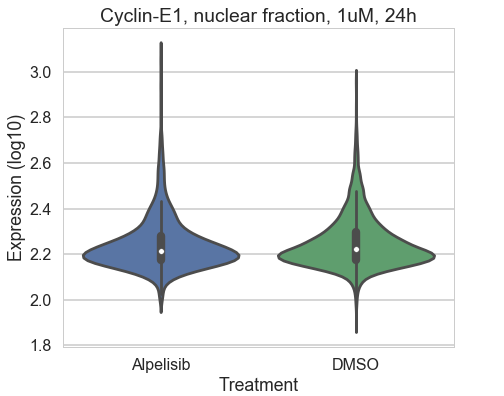 Cyclin-E1, nuclear fraction, 1uM, 24h
Expression (log10)
3.0
2.8
2.6
2.4
2.2
2.0
1.8
Alpelisib
DMSO
Treatment